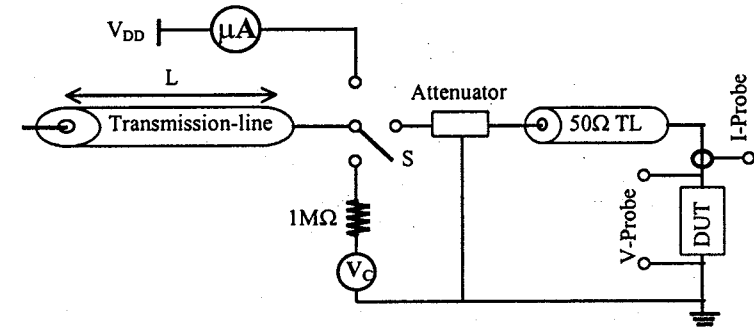 V_DD
μA
L
Attenuator
Transmission-line
50Ω TL
I-Probe
S
V-Probe
1MΩ
DUT
V_C